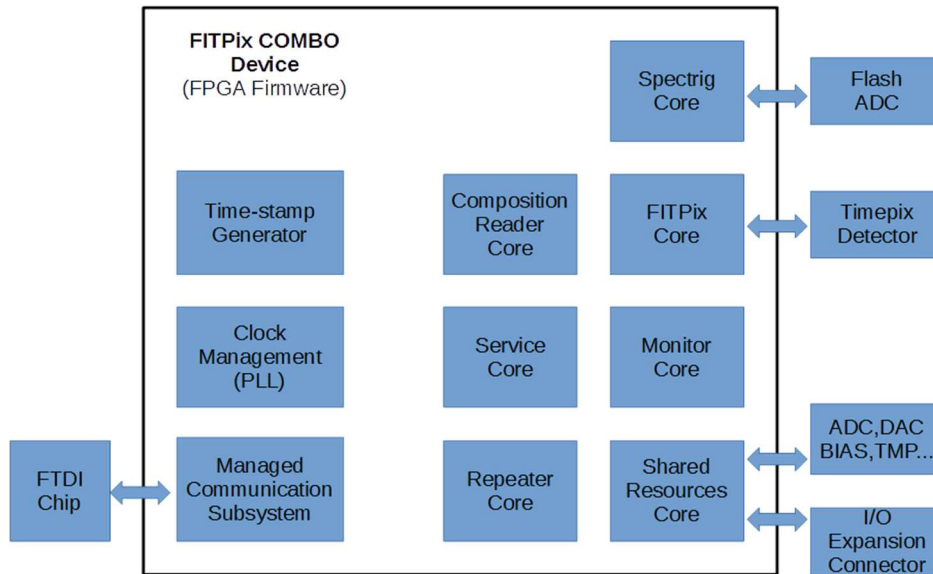 FITPix COMBO
Device
(FPGA Firmware)
Spectrig
Core
Flash
ADC
Time-stamp
Generator
Composition
Reader
Core
FITPix
Core
Timepix
Detector
Clock
Management
(PLL)
Service
Core
Monitor
Core
FTDI
Chip
Managed
Communication
Subsystem
Repeater
Core
Shared
Resources
Core
ADC,DAC
BIAS,TMP...
I/O
Expansion
Connector